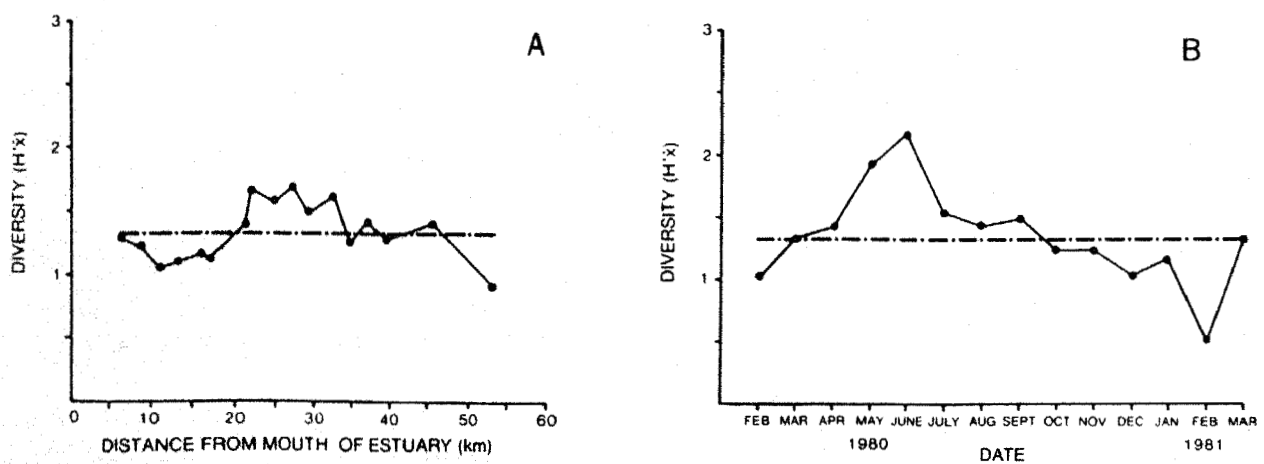 A
3
2
1
DIVERSITY (H'x̄)
0 10 20 30 40 50 60
DISTANCE FROM MOUTH OF ESTUARY (km)
B
3
2
1
DIVERSITY (H'x̄)
FEB MAR APR MAY JUNE JULY AUG SEPT OCT NOV DEC JAN FEB MAR
1980 1981
DATE